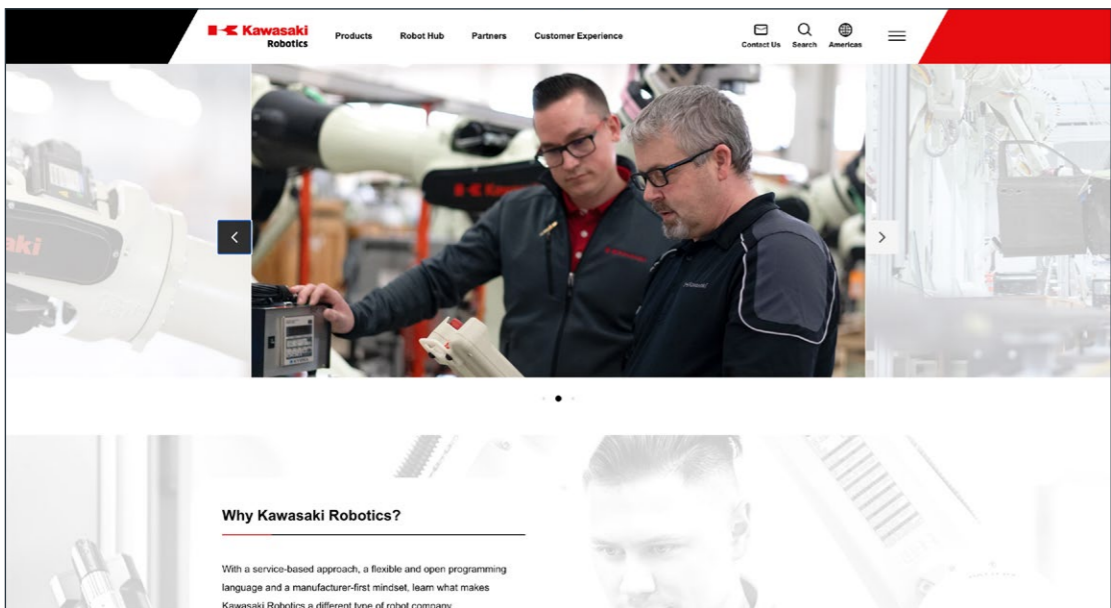 Kawasaki
Robotics
Products
Robot Hub
Partners
Customer Experience
Contact Us
Search
Americas
aki
Kawasaki
Why Kawasaki Robotics?
With a service-based approach, a flexible and open programming
language and a manufacturer-first mindset, learn what makes
Kawasaki Robotics a different type of robot company.